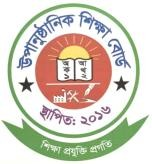 উপানুষ্ঠানিক শিক্ষা বোর্ড
স্থাপিত: ২০১৬
শিক্ষা প্রযুক্তি প্রগতি